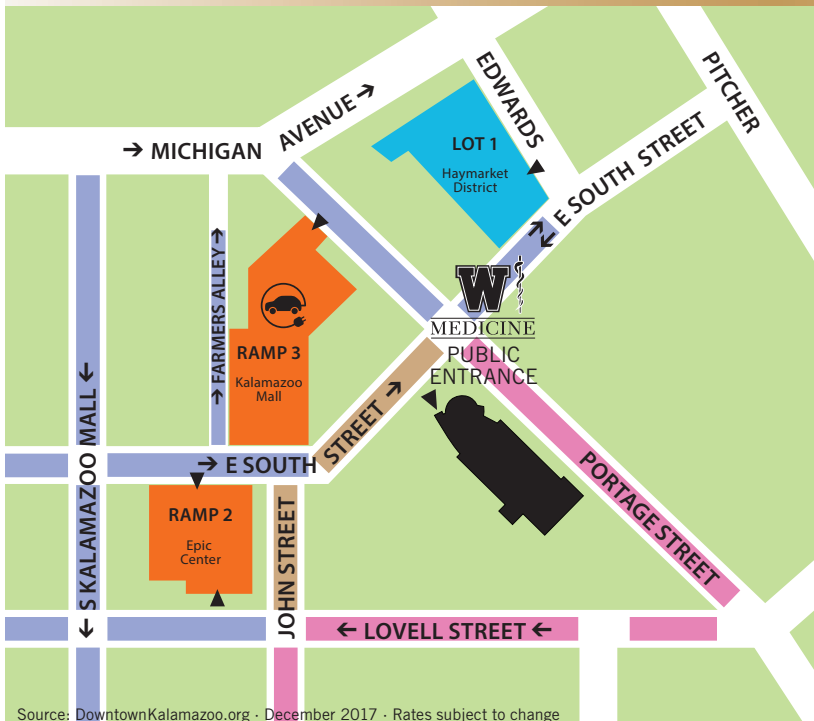 → MICHIGAN AVENUE →
EDWARDS
PITCHER
LOT 1
Haymarket
District
E SOUTH STREET
→ FARMERS ALLEY →
W
MEDICINE
PUBLIC
ENTRANCE
RAMP 3
Kalamazoo
Mall
← S KALAMAZOO MALL ←
→ E SOUTH STREET →
RAMP 2
Epic
Center
JOHN STREET
PORTAGE STREET
← LOVELL STREET ←
Source: DowntownKalamazoo.org · December 2017 · Rates subject to change